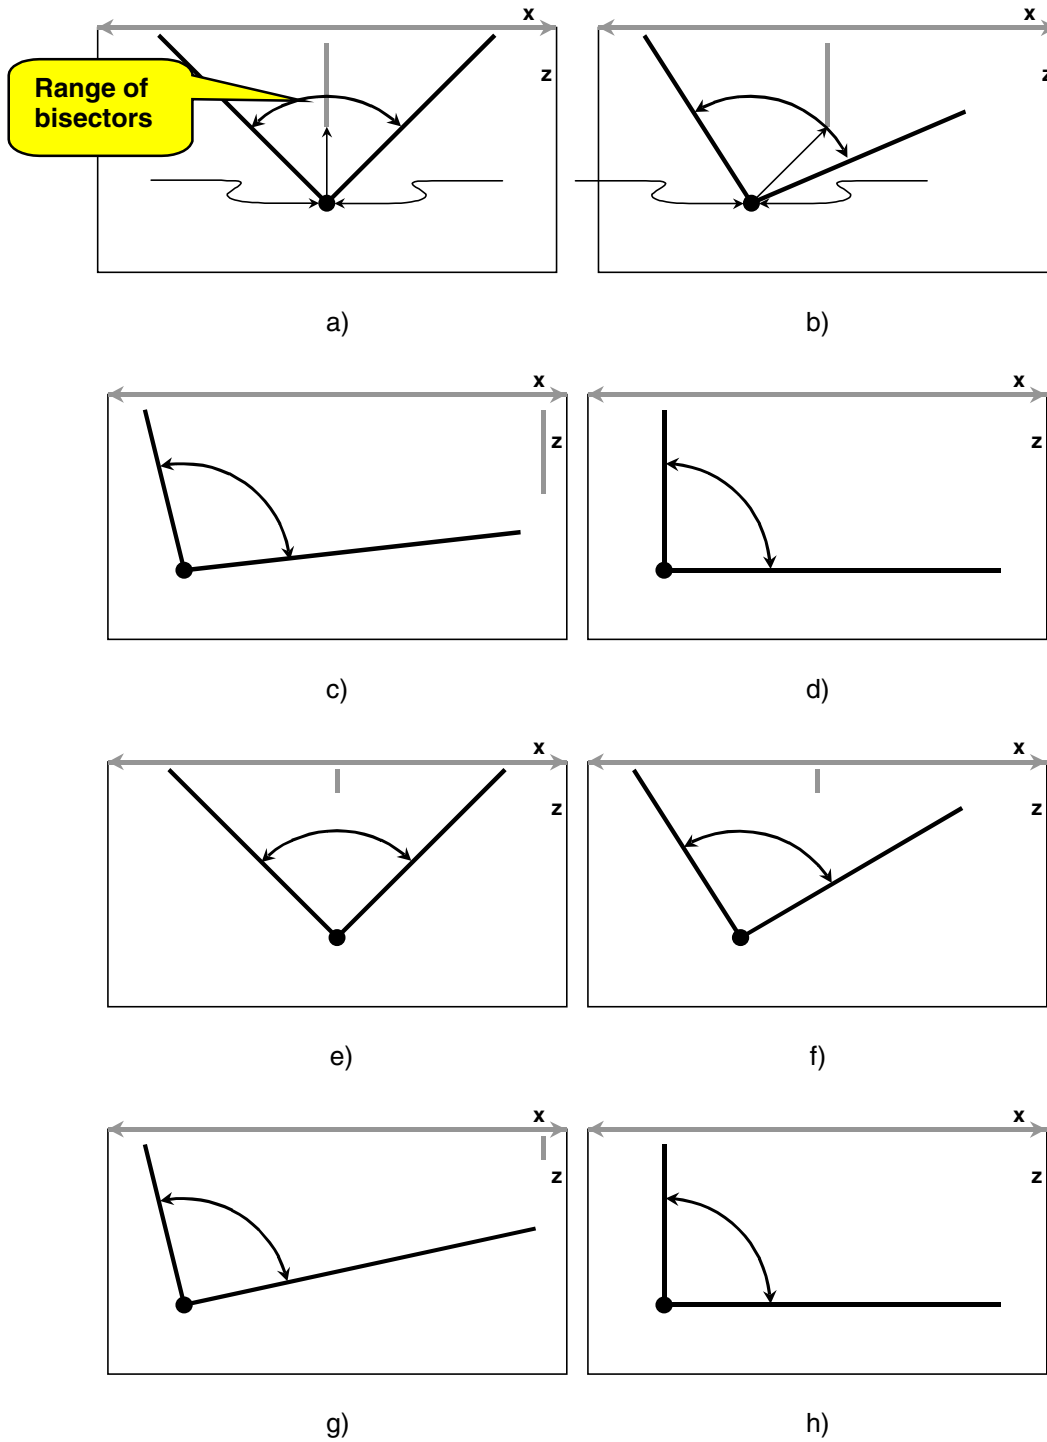 x x
z z
Range of
bisectors
a) b)
x x
z z
c) d)
x x
z z
e) f)
x x
z z
g) h)